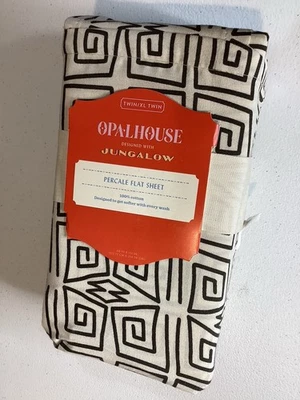 TWIN/XL TWIN
OPALHOUSE
DESIGNED WITH
JUNGALOW
PERCALE FLAT SHEET
100% cotton
Designed to get softer with every wash